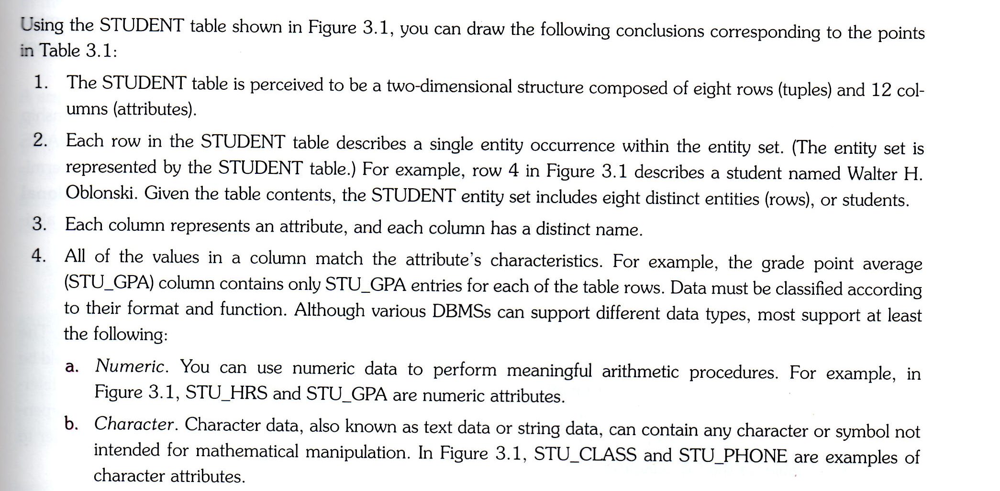 Using the STUDENT table shown in Figure 3.1, you can draw the following conclusions corresponding to the points
in Table 3.1:
1. The STUDENT table is perceived to be a two-dimensional structure composed of eight rows (tuples) and 12 col-
umns (attributes).
2. Each row in the STUDENT table describes a single entity occurrence within the entity set. (The entity set is
represented by the STUDENT table.) For example, row 4 in Figure 3.1 describes a student named Walter H.
Oblonski. Given the table contents, the STUDENT entity set includes eight distinct entities (rows), or students.
3. Each column represents an attribute, and each column has a distinct name.
4. All of the values in a column match the attribute's characteristics. For example, the grade point average
(STU_GPA) column contains only STU_GPA entries for each of the table rows. Data must be classified according
to their format and function. Although various DBMSs can support different data types, most support at least
the following:
a. Numeric. You can use numeric data to perform meaningful arithmetic procedures. For example, in
Figure 3.1, STU_HRS and STU_GPA are numeric attributes.
b. Character. Character data, also known as text data or string data, can contain any character or symbol not
intended for mathematical manipulation. In Figure 3.1, STU_CLASS and STU_PHONE are examples of
character attributes.